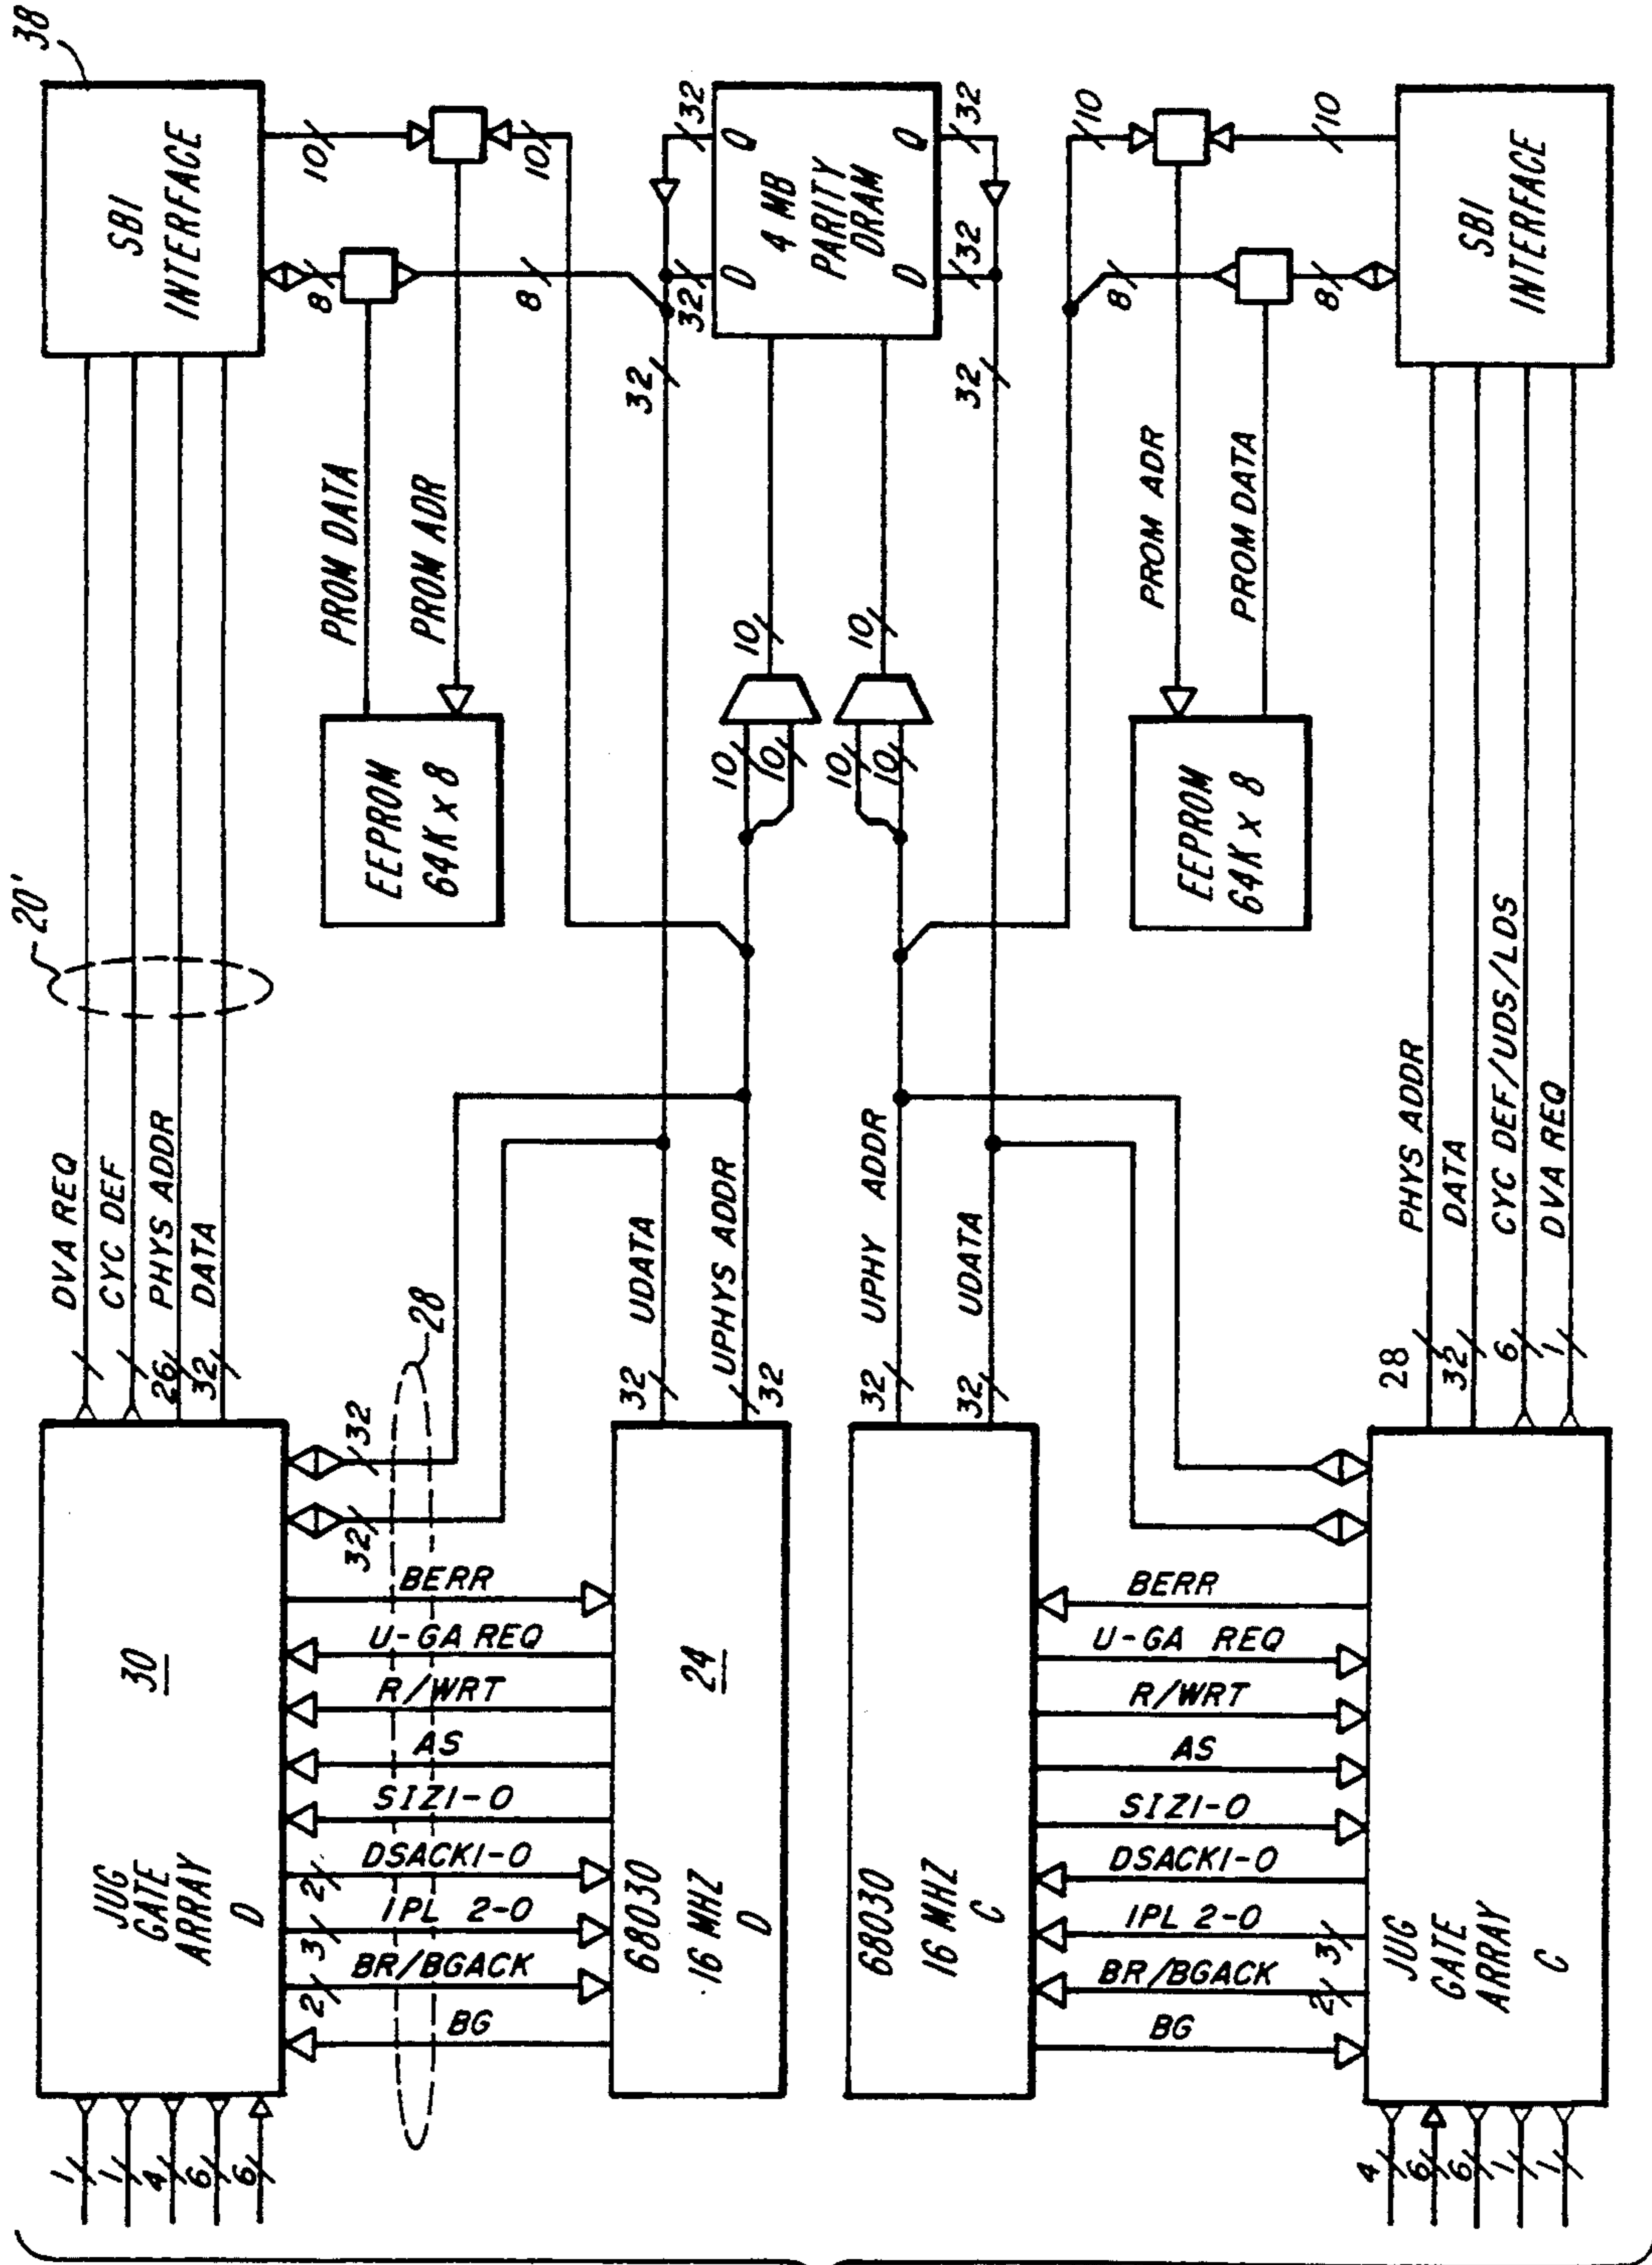 38
SBI
INTERFACE
10
10
8
8
20'
DVA REQ
CYC DEF
PHYS ADDR
26
DATA
32
PROM DATA
PROM ADR
EEPROM
64K x 8
30
JUG
GATE
ARRAY
D
1
1
4
6
6
32
32
28
BERR
U-GA REQ
R/WRT
AS
SIZ1-0
DSACK1-0
2
IPL 2-0
3
BR/BGACK
2
BG
24
68030
16 MHZ
D
UDATA
32
UPHYS ADDR
32
32
32
32
4 MB
PARITY
DRAM
D
Q
D
Q
32
32
32
10
10
10
10
10
10
68030
16 MHZ
C
UPHY ADDR
32
UDATA
32
BERR
U-GA REQ
R/WRT
AS
SIZ1-0
DSACK1-0
IPL 2-0
3
BR/BGACK
2
BG
JUG
GATE
ARRAY
C
4
6
6
1
1
EEPROM
64K x 8
PROM ADR
PROM DATA
10
10
8
8
PHYS ADDR
28
DATA
32
CYC DEF/UDS/LDS
6
DVA REQ
1
SBI
INTERFACE